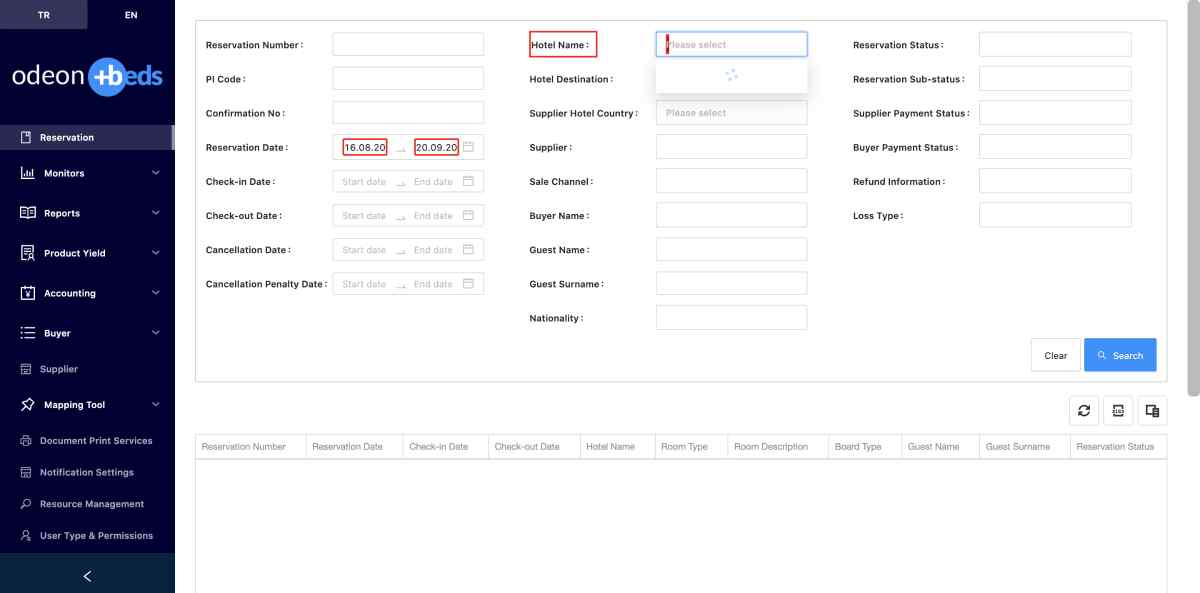 TR
EN
odeon +beds
Reservation
Monitors
Reports
Product Yield
Accounting
Buyer
Supplier
Mapping Tool
Document Print Services
Notification Settings
Resource Management
User Type & Permissions
Reservation Number :
PI Code :
Confirmation No :
Reservation Date : 16.08.20 20.09.20
Check-in Date : Start date End date
Check-out Date : Start date End date
Cancellation Date : Start date End date
Cancellation Penalty Date : Start date End date
Hotel Name : Please select
Hotel Destination :
Supplier Hotel Country : Please select
Supplier :
Sale Channel :
Buyer Name :
Guest Name :
Guest Surname :
Nationality :
Reservation Status :
Reservation Sub-status :
Supplier Payment Status :
Buyer Payment Status :
Refund Information :
Loss Type :
Clear Search
Reservation Number Reservation Date Check-in Date Check-out Date Hotel Name Room Type Room Description Board Type Guest Name Guest Surname Reservation Status